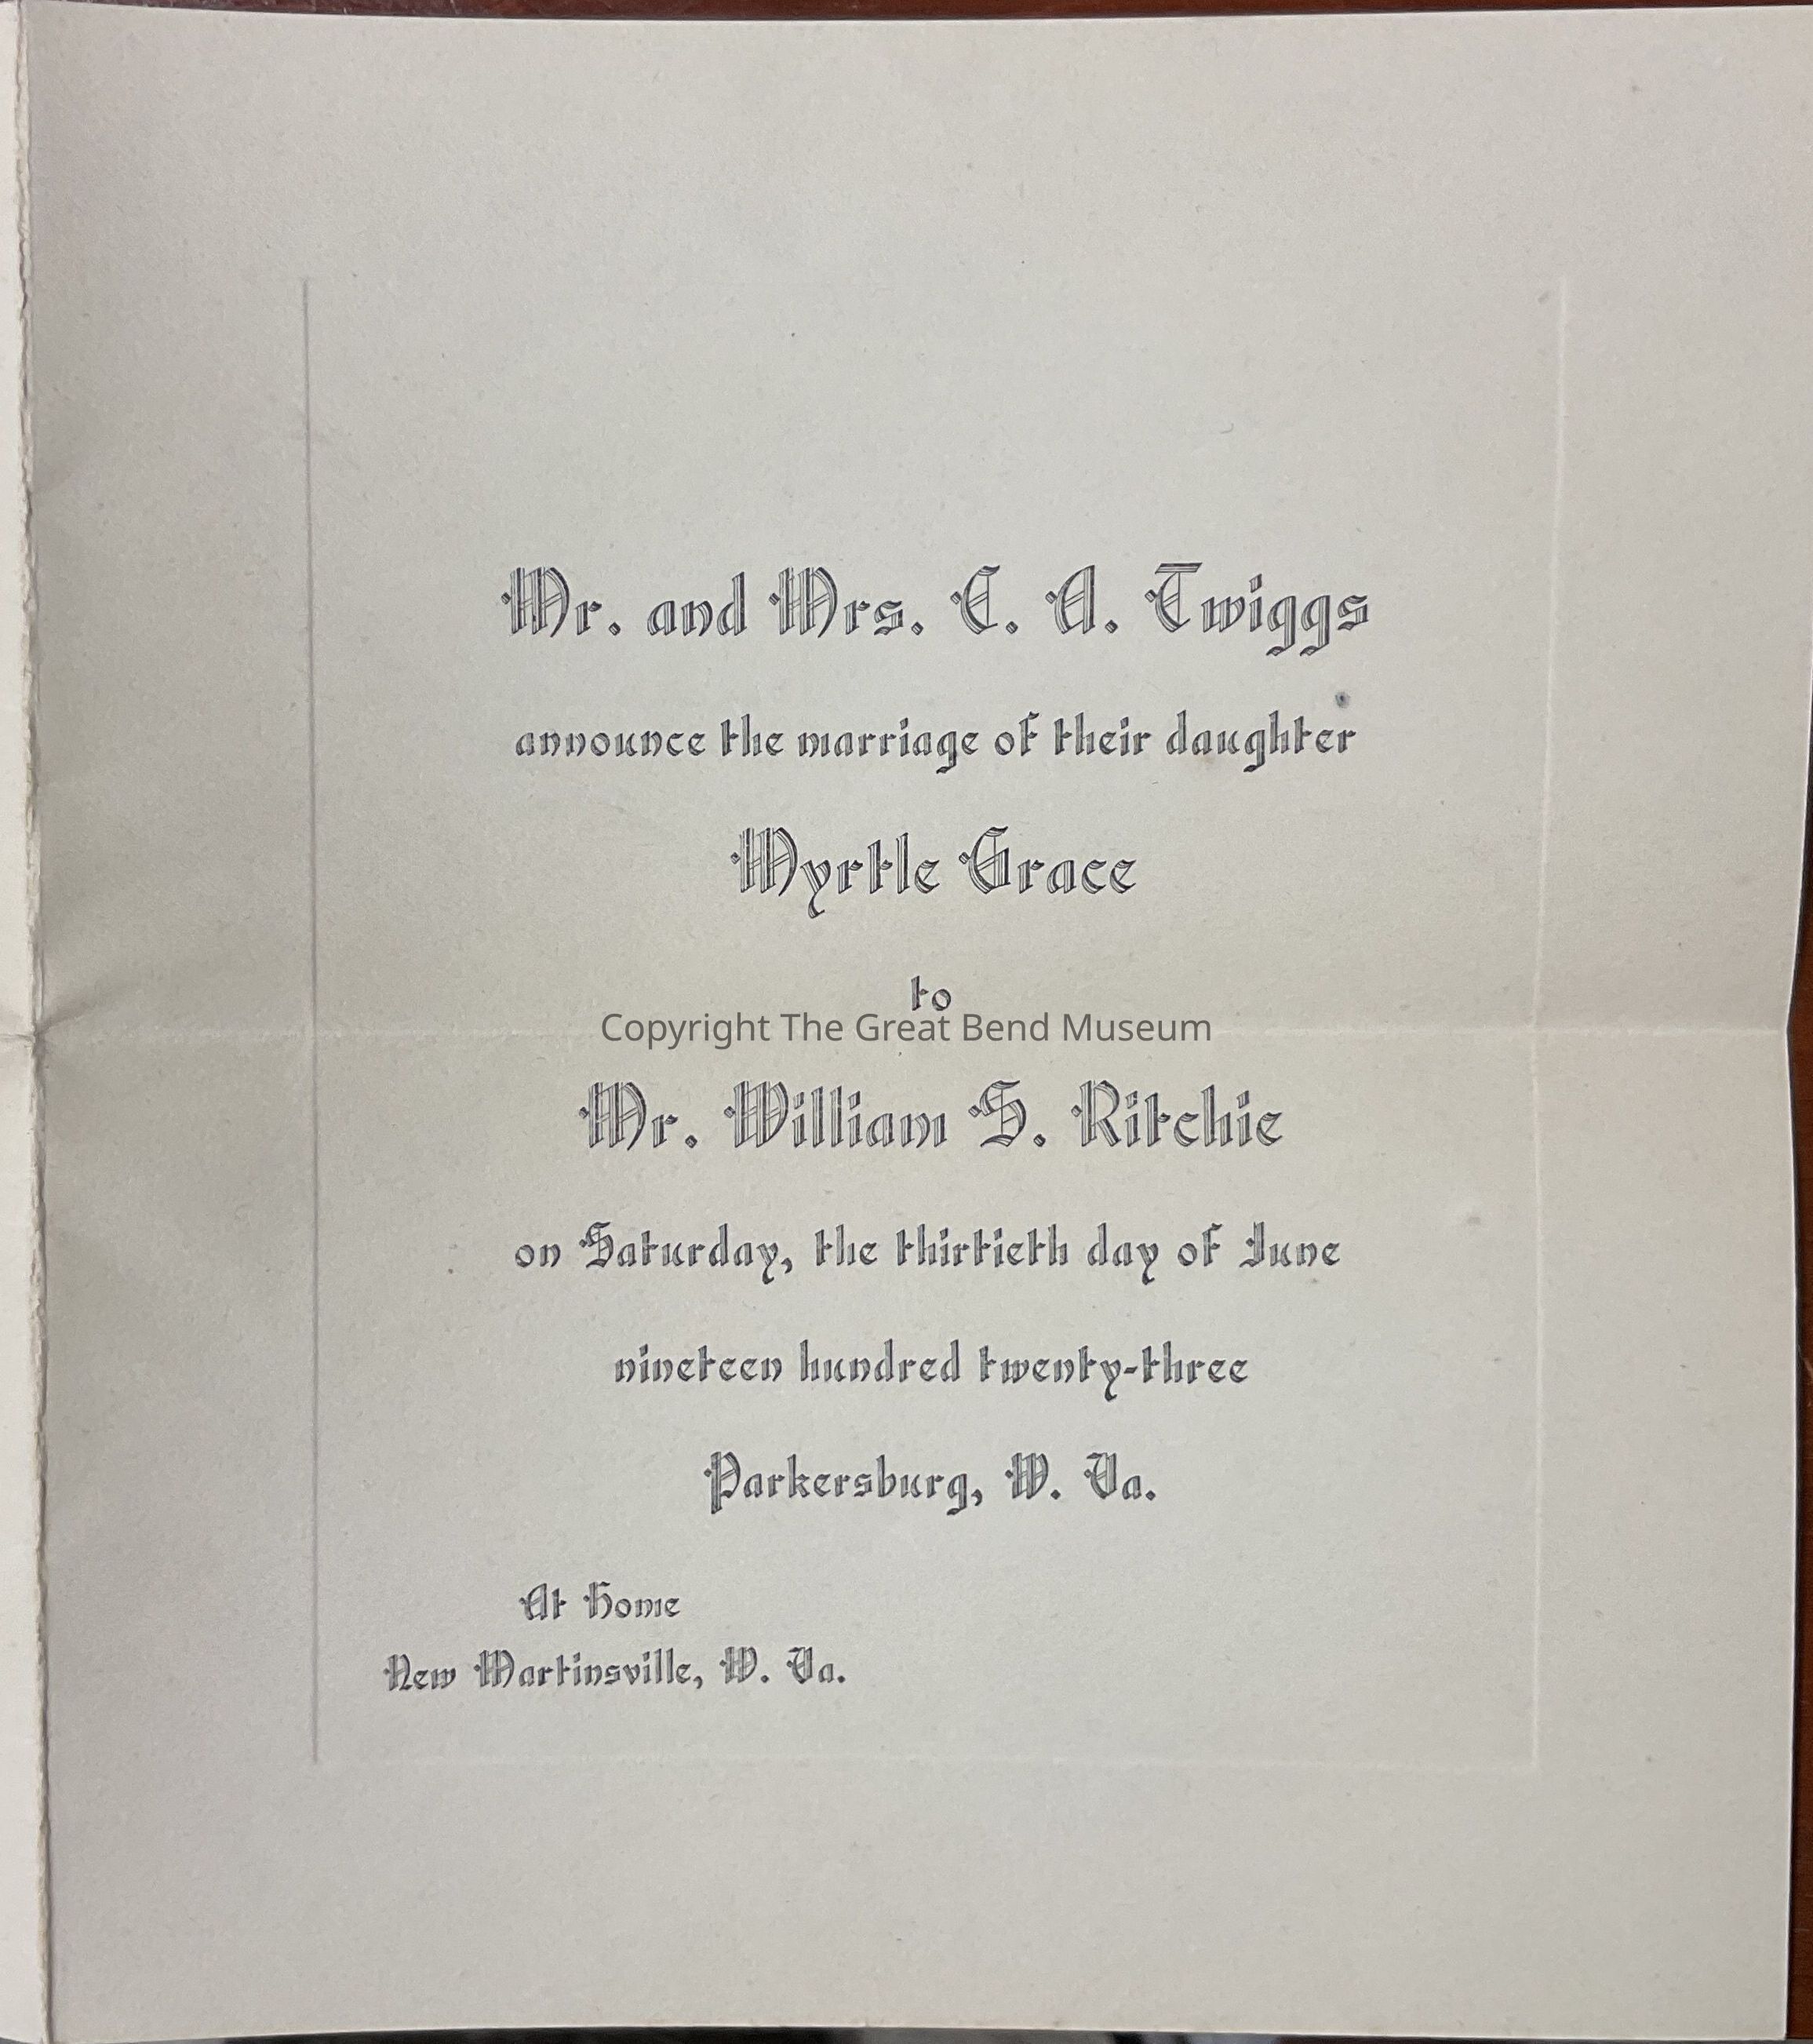 Mr. and Mrs. C. A. Twiggs
announce the marriage of their daughter
Myrtle Grace
to
Copyright The Great Bend Museum
Mr. William S. Ritchie
on Saturday, the thirtieth day of June
nineteen hundred twenty-three
Parkersburg, W. Va.
At Home
New Martinsville, W. Va.